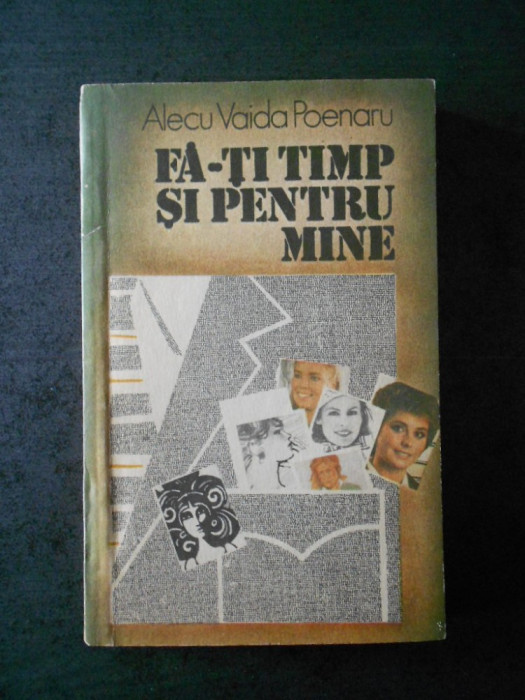 Alecu Vaida Poenaru
FĂ-ȚI TIMP
ȘI PENTRU
MINE